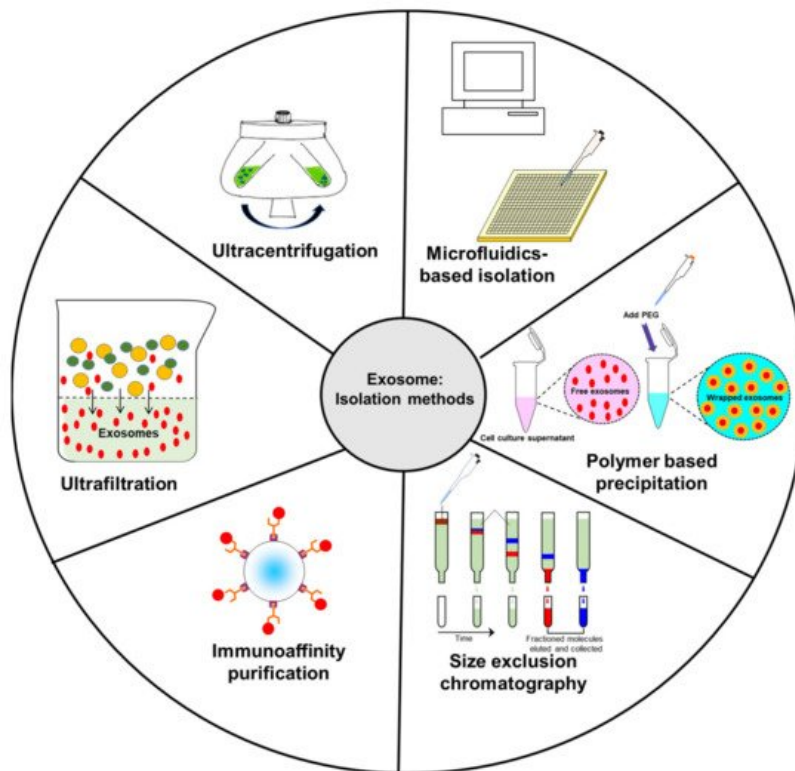 Ultracentrifugation
Microfluidics-
based isolation
Add PEG
Free exosomes
Wrapped exosomes
Cell culture supernatant
Polymer based
precipitation
Exosome:
Isolation methods
Exosomes
Ultrafiltration
Immunoaffinity
purification
Time
Fractioned molecules
eluted and collected
Size exclusion
chromatography